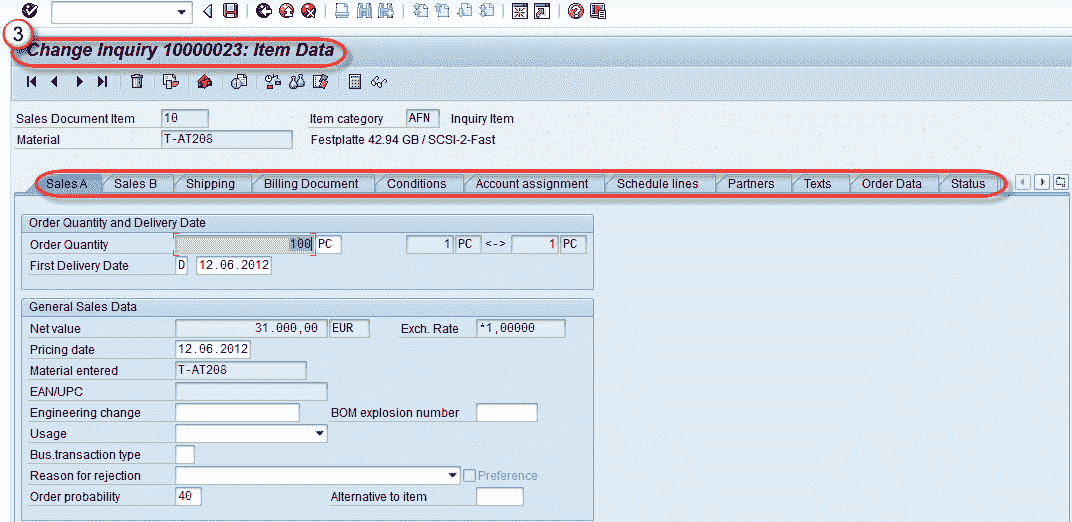 3
Change Inquiry 10000023: Item Data
Sales Document Item 10 Item category AFN Inquiry Item
Material T-AT208 Festplatte 42.94 GB / SCSI-2-Fast
Sales A Sales B Shipping Billing Document Conditions Account assignment Schedule lines Partners Texts Order Data Status
Order Quantity and Delivery Date
Order Quantity 100 PC 1 PC <-> 1 PC
First Delivery Date D 12.06.2012
General Sales Data
Net value 31.000,00 EUR Exch. Rate *1,00000
Pricing date 12.06.2012
Material entered T-AT208
EAN/UPC
Engineering change BOM explosion number
Usage
Bus.transaction type
Reason for rejection Preference
Order probability 40 Alternative to item